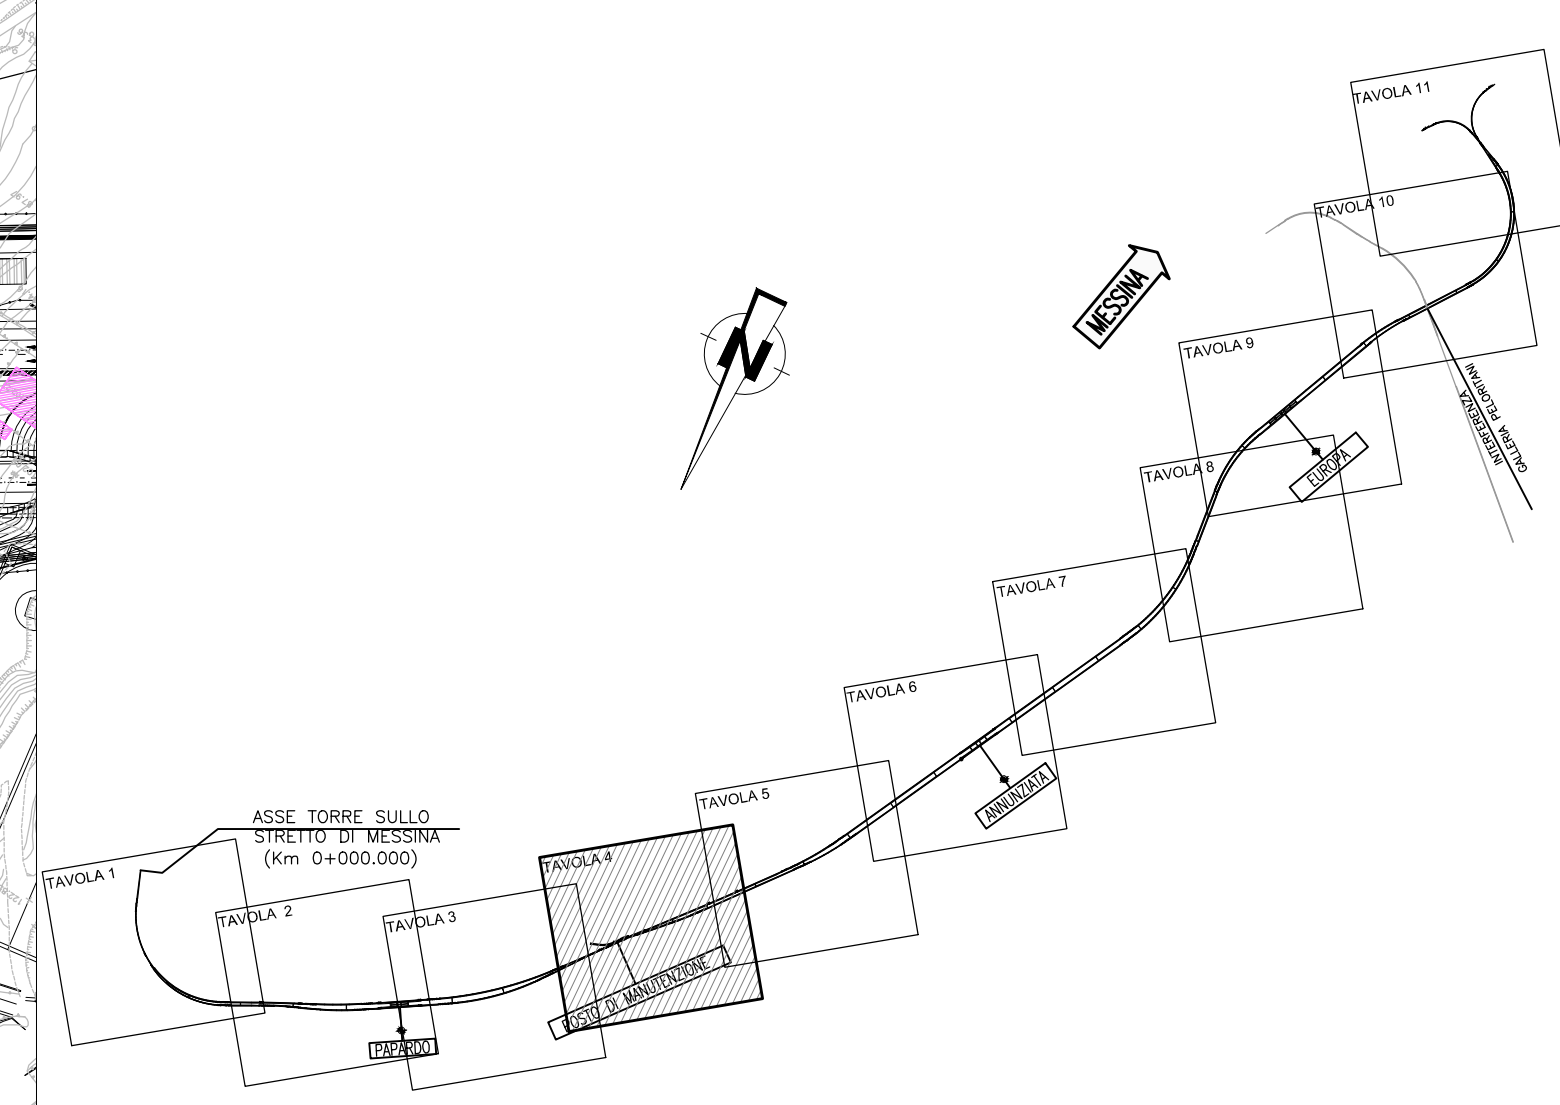 TAVOLA 11
TAVOLA 10
MESSINA
N
TAVOLA 9
INTERFERENZA
GALLERIA PELORITANI
EUROPA
TAVOLA 8
TAVOLA 7
TAVOLA 6
ANNUNZIATA
TAVOLA 5
ASSE TORRE SULLO
STRETTO DI MESSINA
(Km 0+000.000)
TAVOLA 4
TAVOLA 1
TAVOLA 2
TAVOLA 3
POSTO DI MANUTENZIONE
PAPARDO